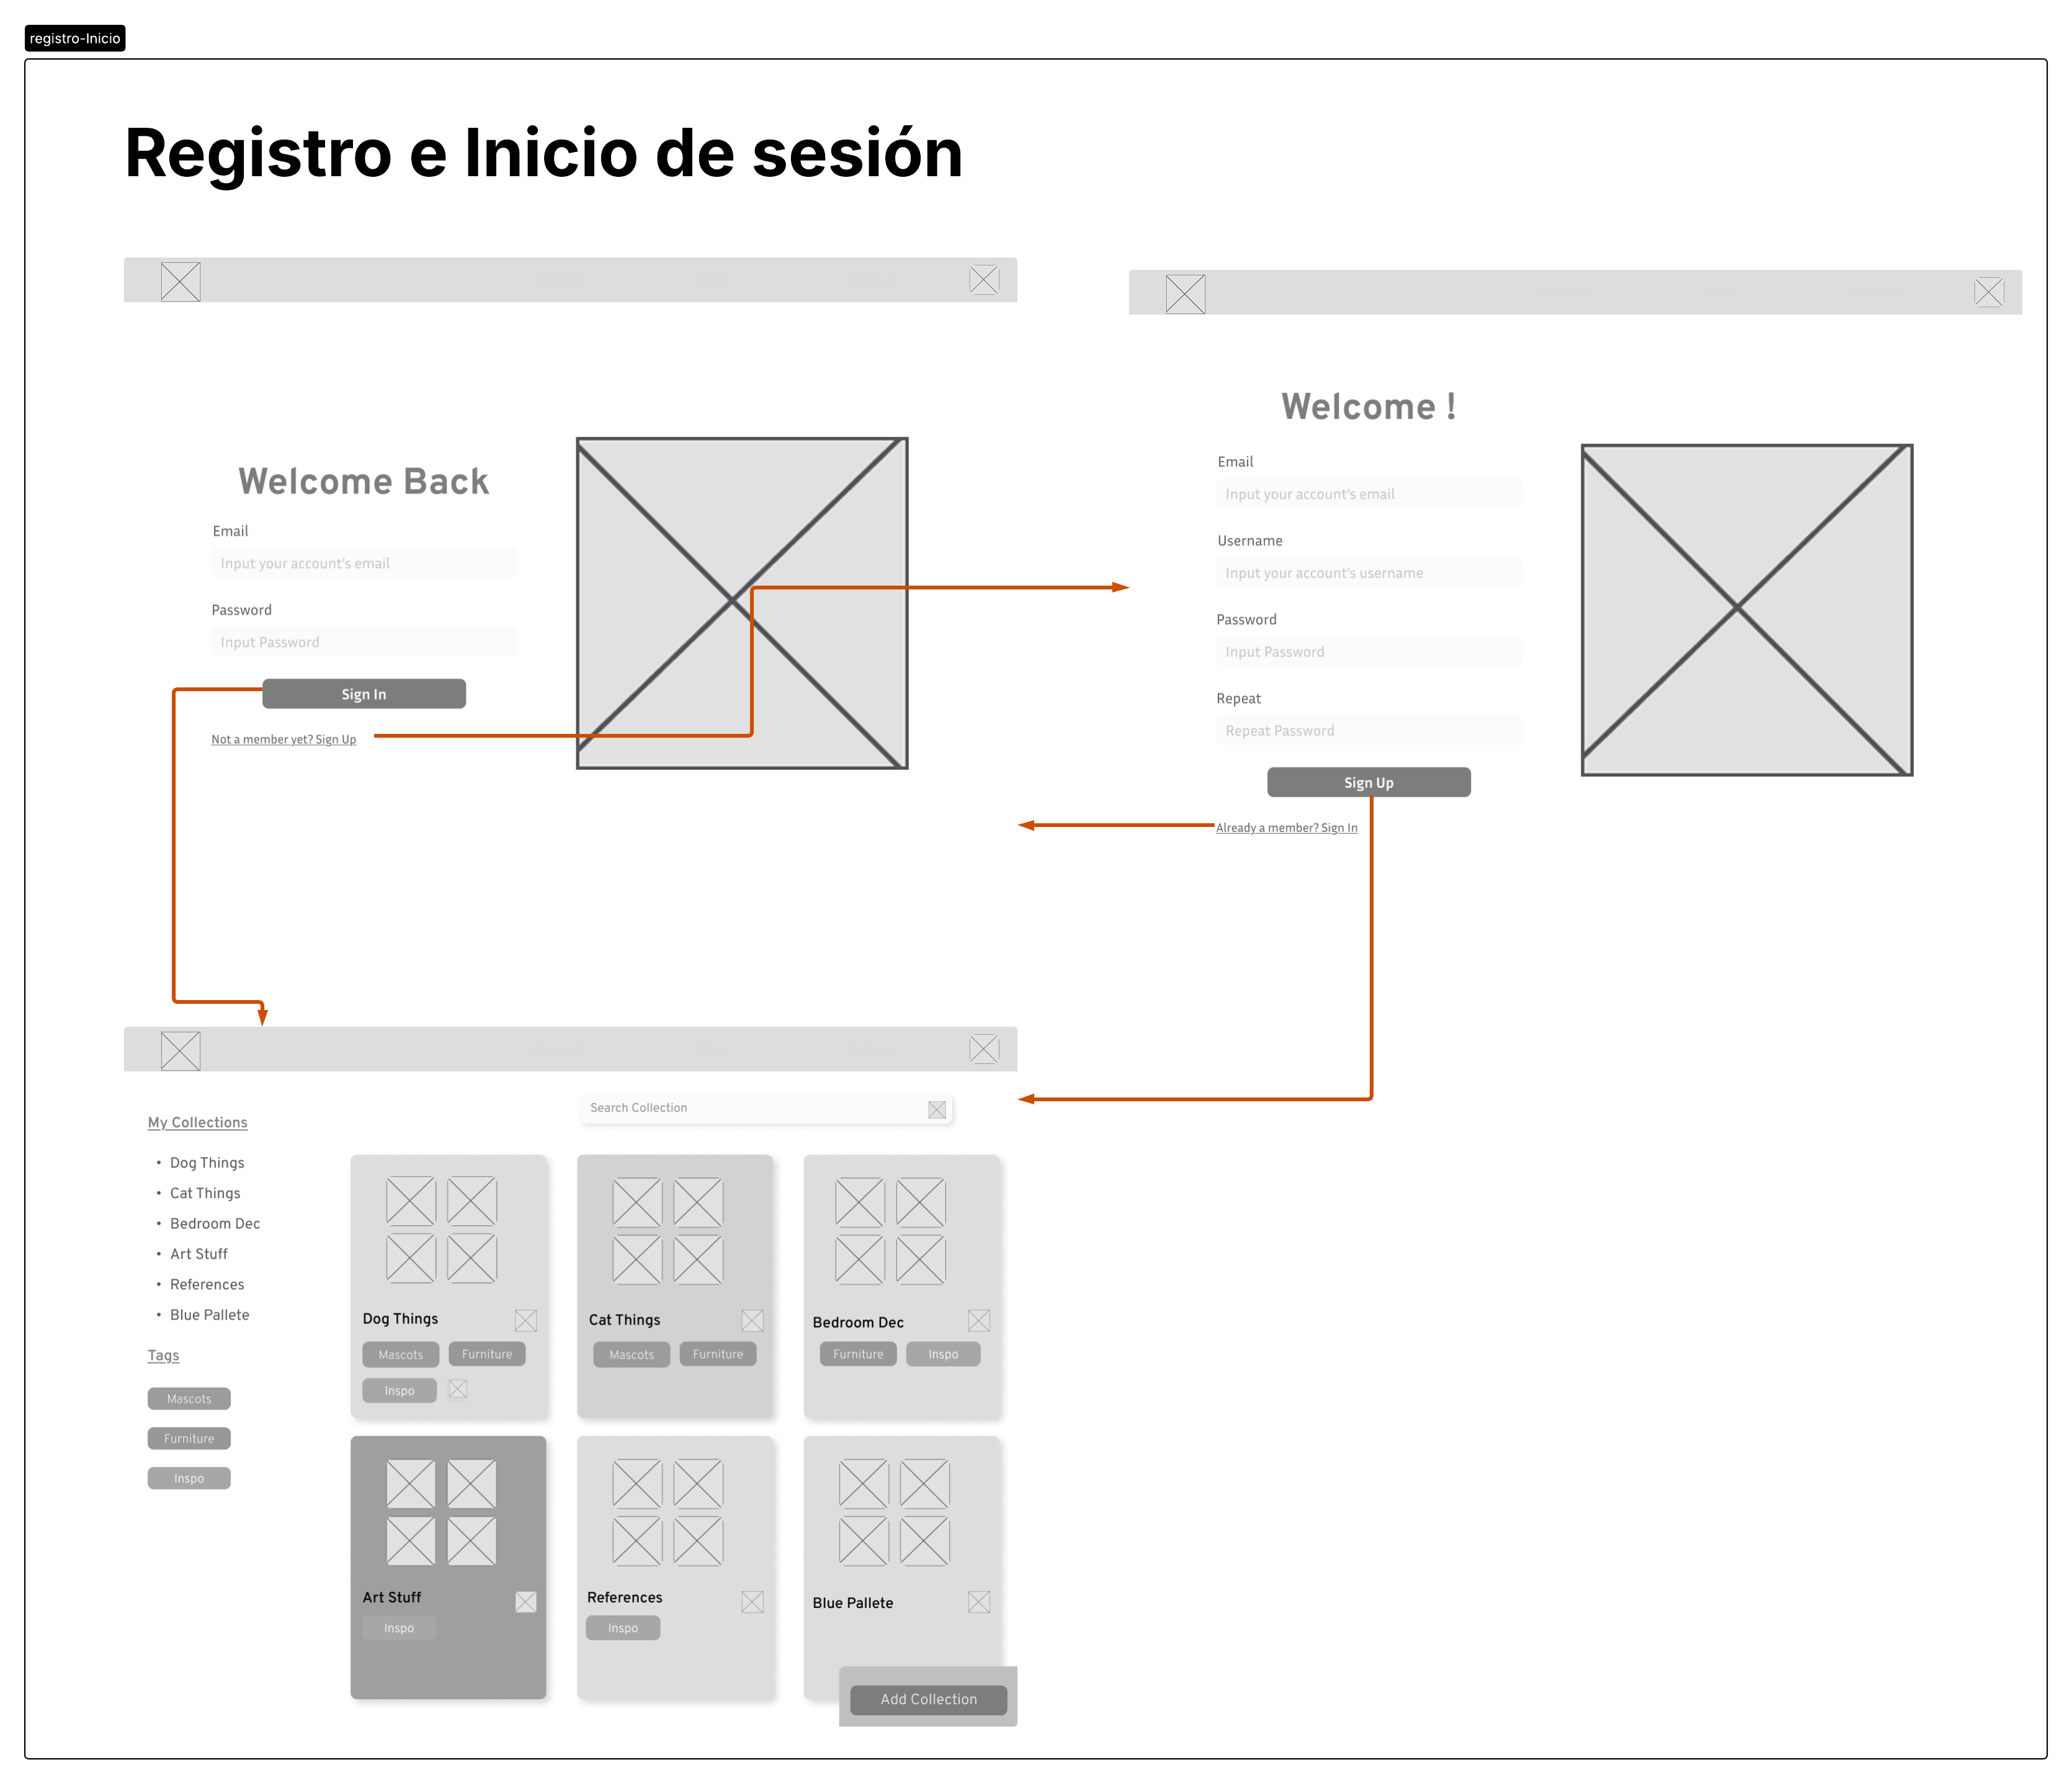 registro-Inicio
Registro e Inicio de sesión
Welcome Back
Email
Input your account's email
Password
Input Password
Sign In
Not a member yet? Sign Up
Welcome !
Email
Input your account's email
Username
Input your account's username
Password
Input Password
Repeat
Repeat Password
Sign Up
Already a member? Sign In
My Collections
• Dog Things
• Cat Things
• Bedroom Dec
• Art Stuff
• References
• Blue Pallete
Tags
Mascots
Furniture
Inspo
Search Collection
Dog Things
Mascots Furniture
Inspo
Cat Things
Mascots Furniture
Bedroom Dec
Furniture Inspo
Art Stuff
Inspo
References
Inspo
Blue Pallete
Add Collection